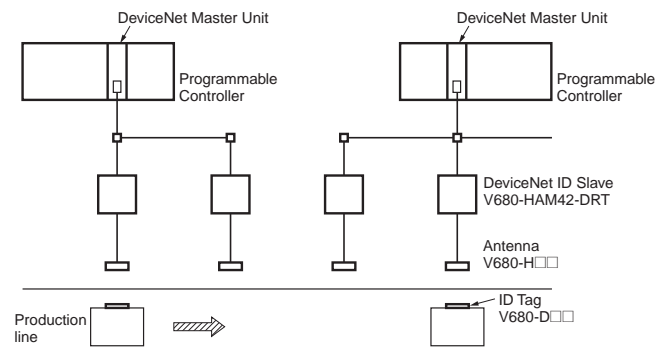 DeviceNet Master Unit
DeviceNet Master Unit
Programmable
Controller
Programmable
Controller
DeviceNet ID Slave
V680-HAM42-DRT
Antenna
V680-H□□
ID Tag
V680-D□□
Production
line